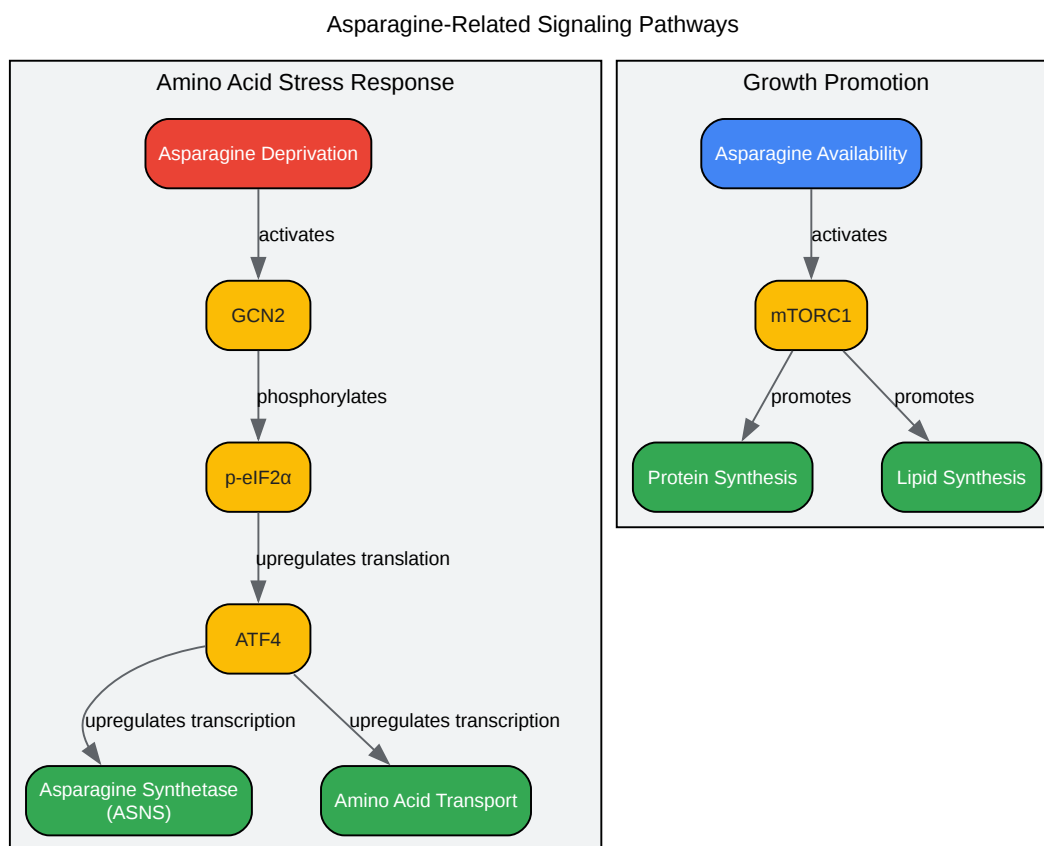 Asparagine-Related Signaling Pathways
Amino Acid Stress Response
Asparagine Deprivation
activates
GCN2
phosphorylates
p-eIF2α
upregulates translation
ATF4
upregulates transcription
upregulates transcription
Asparagine Synthetase
(ASNS)
Amino Acid Transport
Growth Promotion
Asparagine Availability
activates
mTORC1
promotes
promotes
Protein Synthesis
Lipid Synthesis